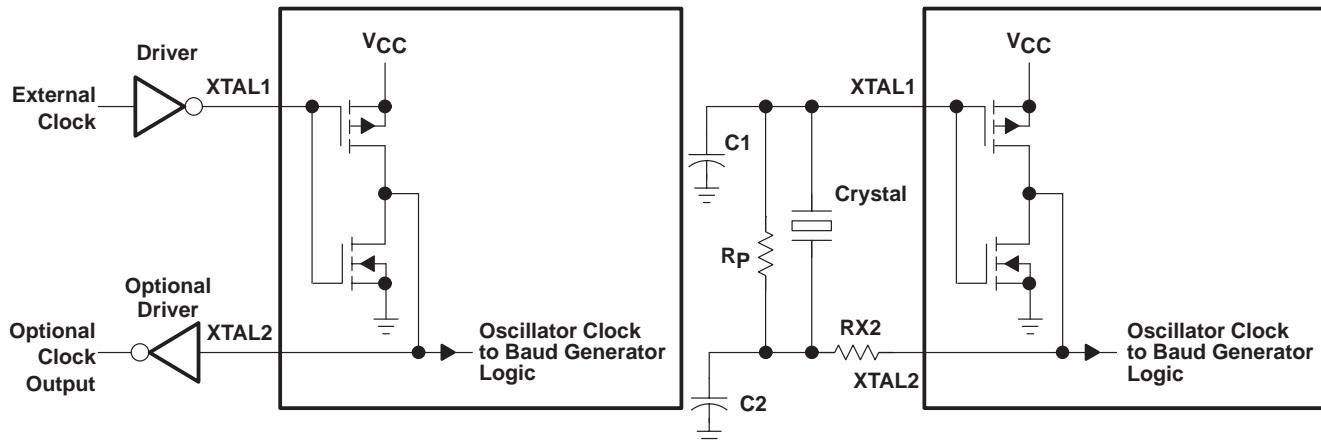 Driver
External
Clock
XTAL1
VCC
Optional
Driver
Optional
Clock
Output
XTAL2
Oscillator Clock
to Baud Generator
Logic
VCC
XTAL1
C1
Crystal
RP
RX2
XTAL2
C2
Oscillator Clock
to Baud Generator
Logic